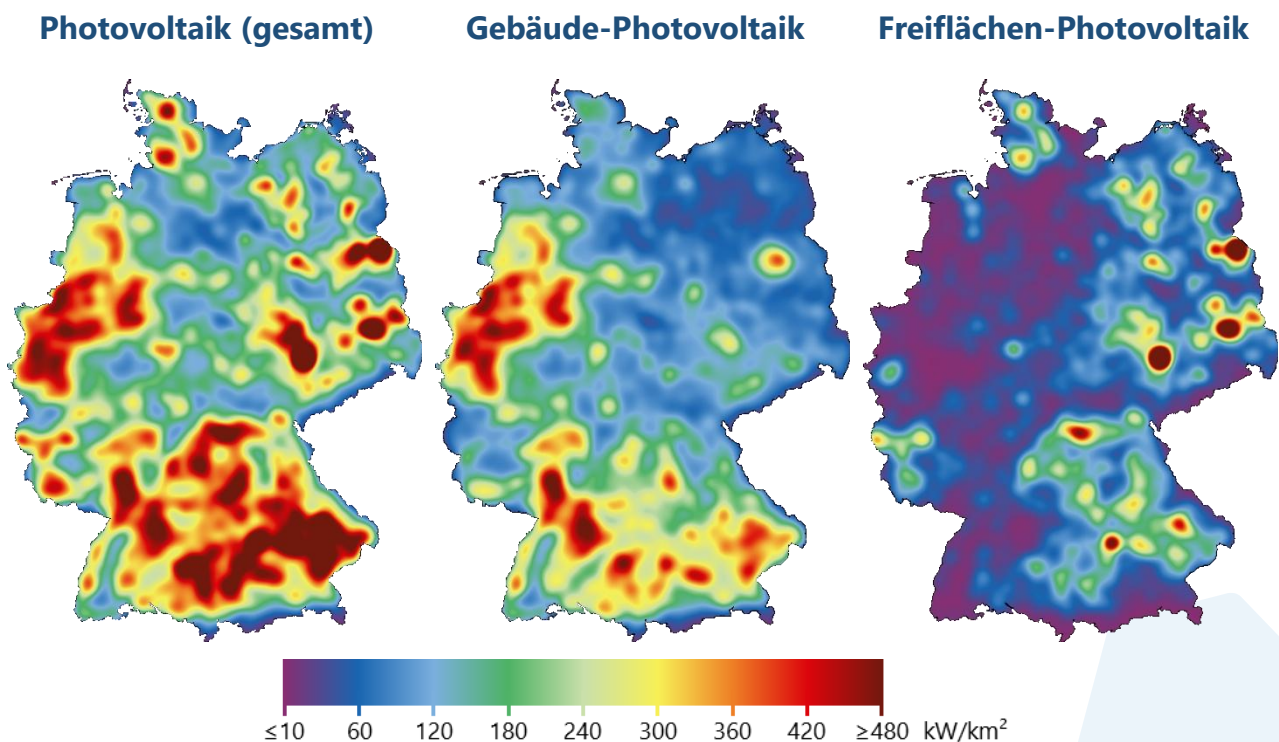 Photovoltaik (gesamt) Gebäude-Photovoltaik Freiflächen-Photovoltaik
≤10 60 120 180 240 300 360 420 ≥480 kW/km²